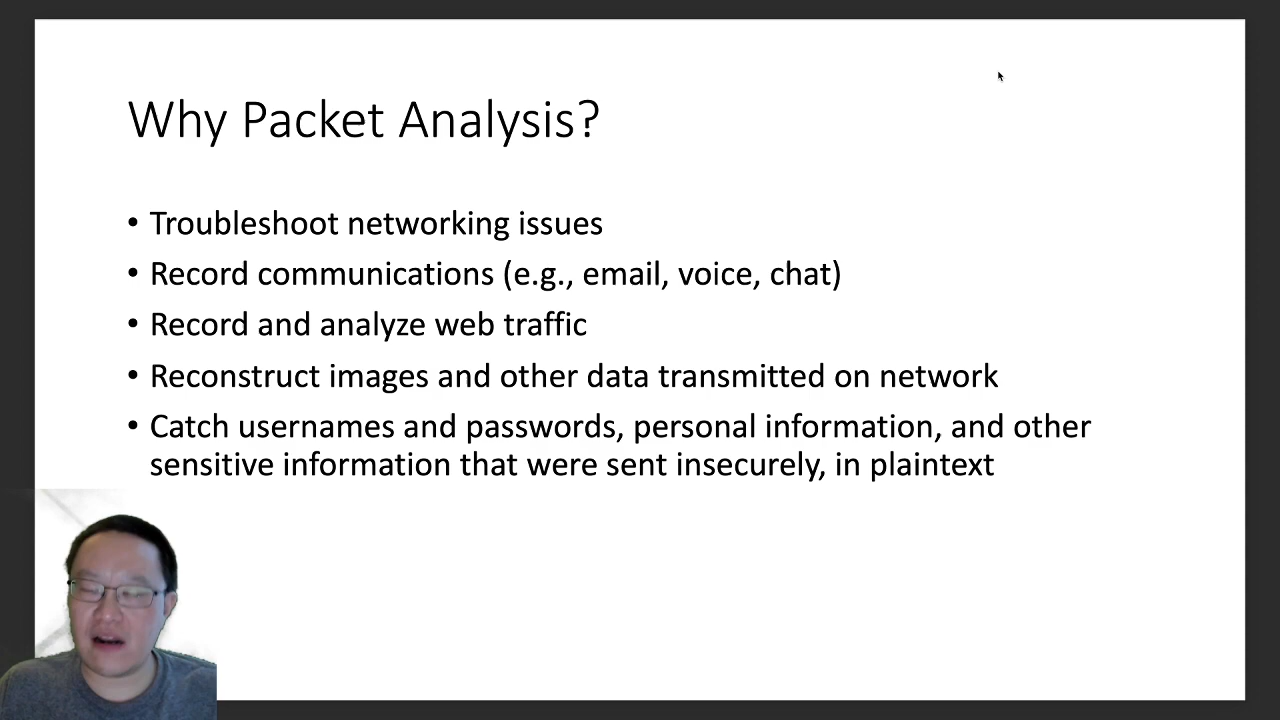 Why Packet Analysis?
• Troubleshoot networking issues
• Record communications (e.g., email, voice, chat)
• Record and analyze web traffic
• Reconstruct images and other data transmitted on network
• Catch usernames and passwords, personal information, and other
sensitive information that were sent insecurely, in plaintext